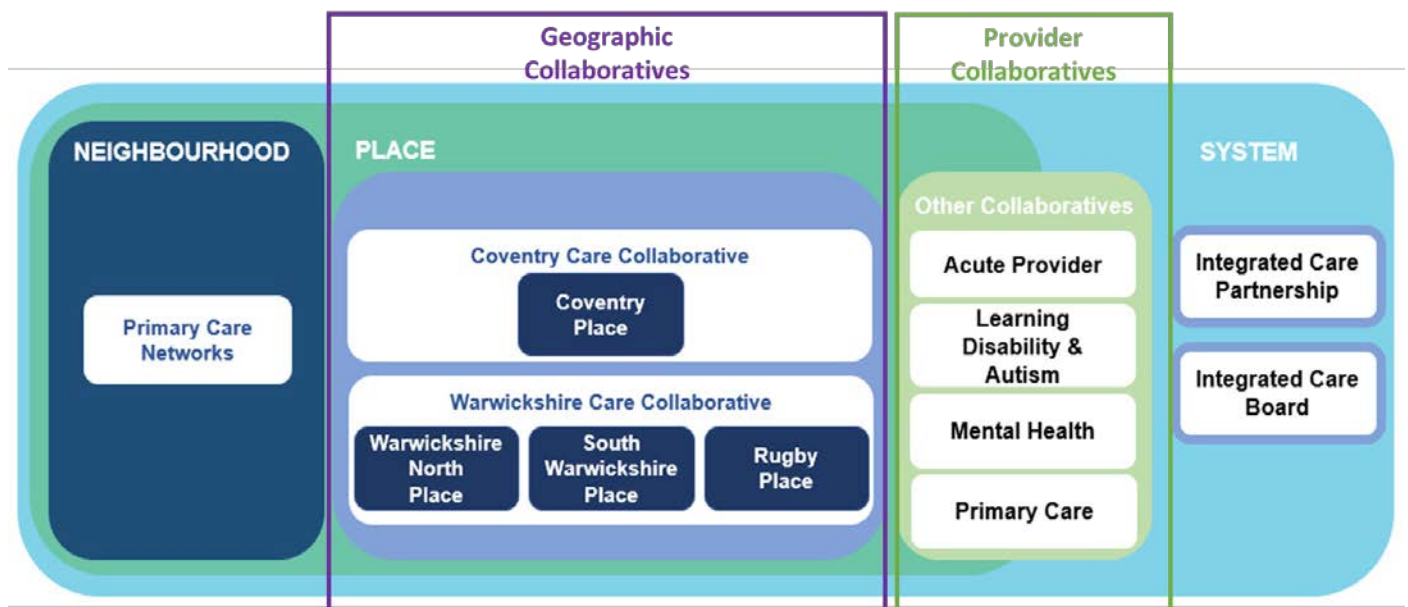 Geographic
Collaboratives
Provider
Collaboratives
NEIGHBOURHOOD
PLACE
SYSTEM
Primary Care
Networks
Coventry Care Collaborative
Coventry
Place
Warwickshire Care Collaborative
Warwickshire
North
Place
South
Warwickshire
Place
Rugby
Place
Other Collaboratives
Acute Provider
Learning
Disability &
Autism
Mental Health
Primary Care
Integrated Care
Partnership
Integrated Care
Board